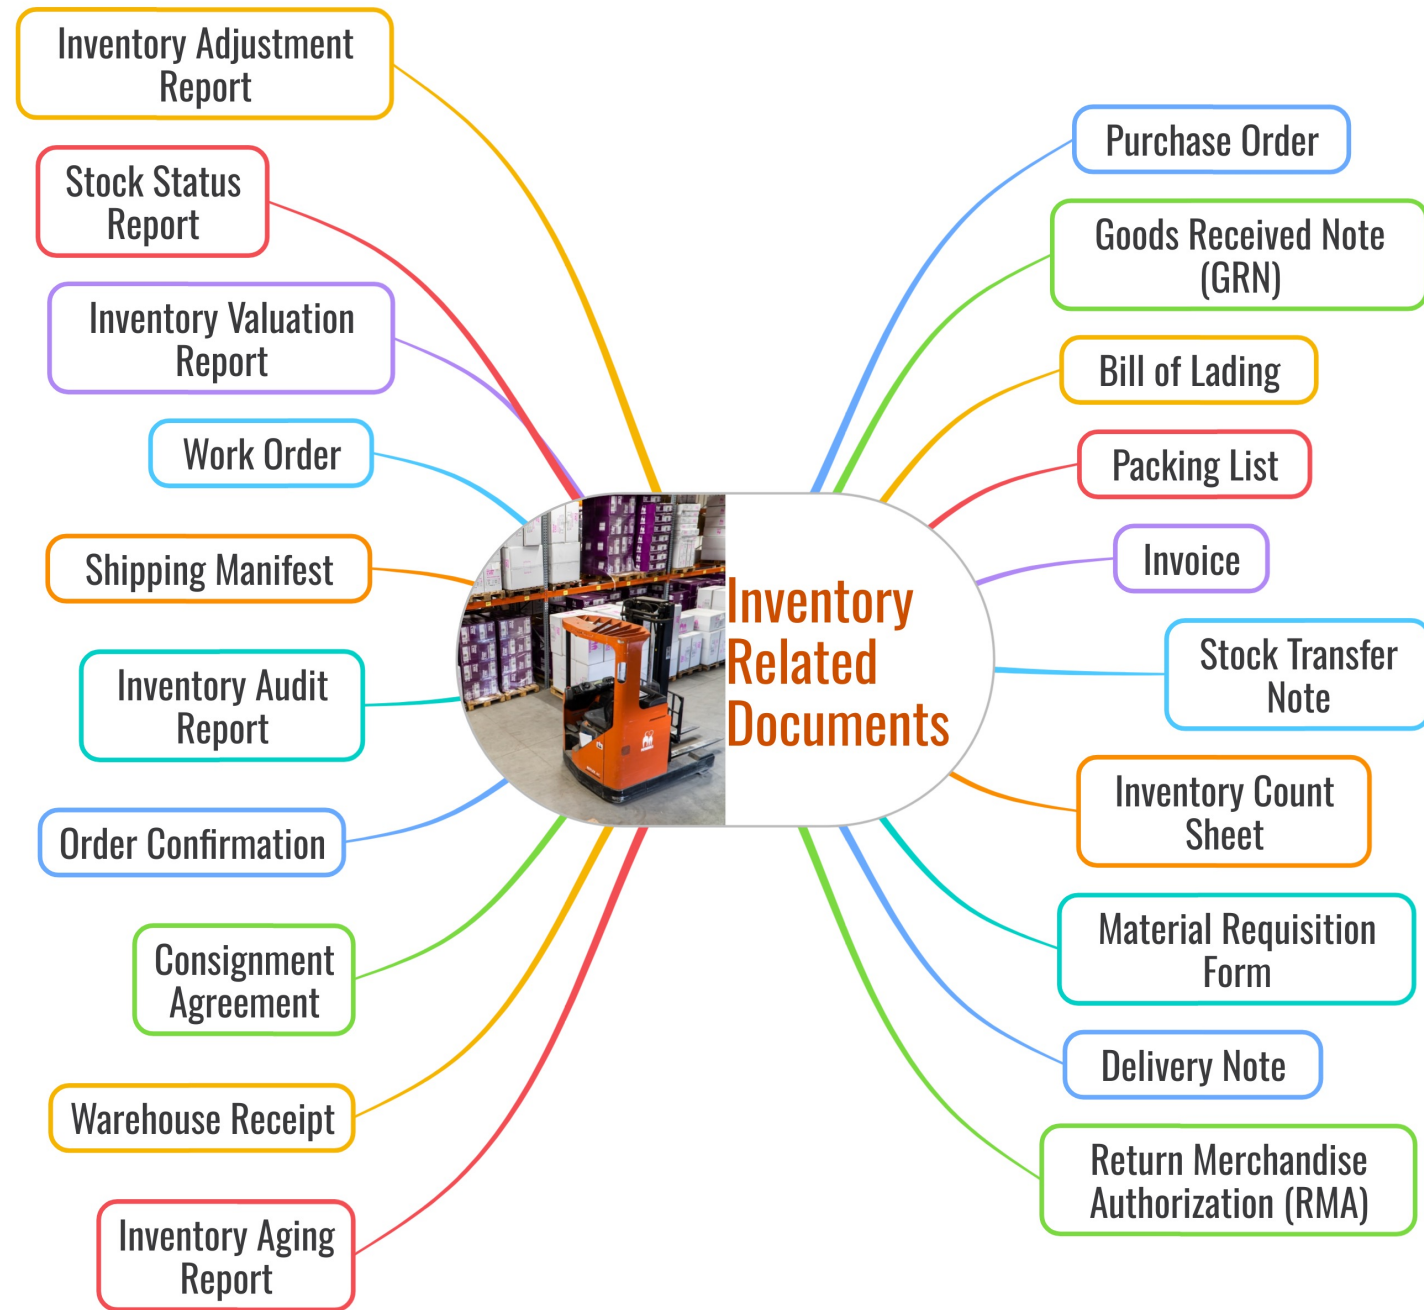 Inventory Adjustment
Report
Stock Status
Report
Inventory Valuation
Report
Work Order
Shipping Manifest
Inventory Audit
Report
Order Confirmation
Consignment
Agreement
Warehouse Receipt
Inventory Aging
Report
Inventory
Related
Documents
Purchase Order
Goods Received Note
(GRN)
Bill of Lading
Packing List
Invoice
Stock Transfer
Note
Inventory Count
Sheet
Material Requisition
Form
Delivery Note
Return Merchandise
Authorization (RMA)